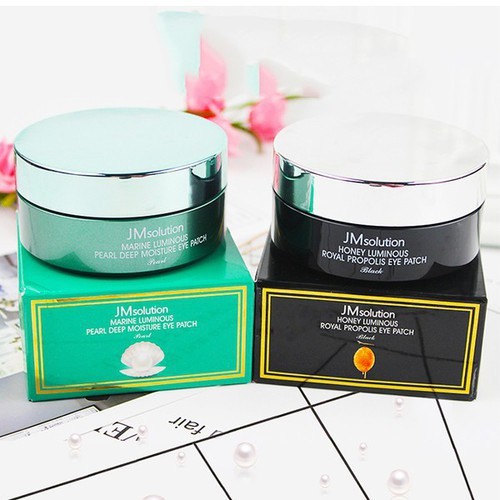 JMsolution
MARINE LUMINOUS
PEARL DEEP MOISTURE EYE PATCH
Pearl
JMsolution
HONEY LUMINOUS
ROYAL PROPOLIS EYE PATCH
Black
JMsolution
MARINE LUMINOUS
PEARL DEEP MOISTURE EYE PATCH
Pearl
JMsolution
HONEY LUMINOUS
ROYAL PROPOLIS EYE PATCH
Black
fair